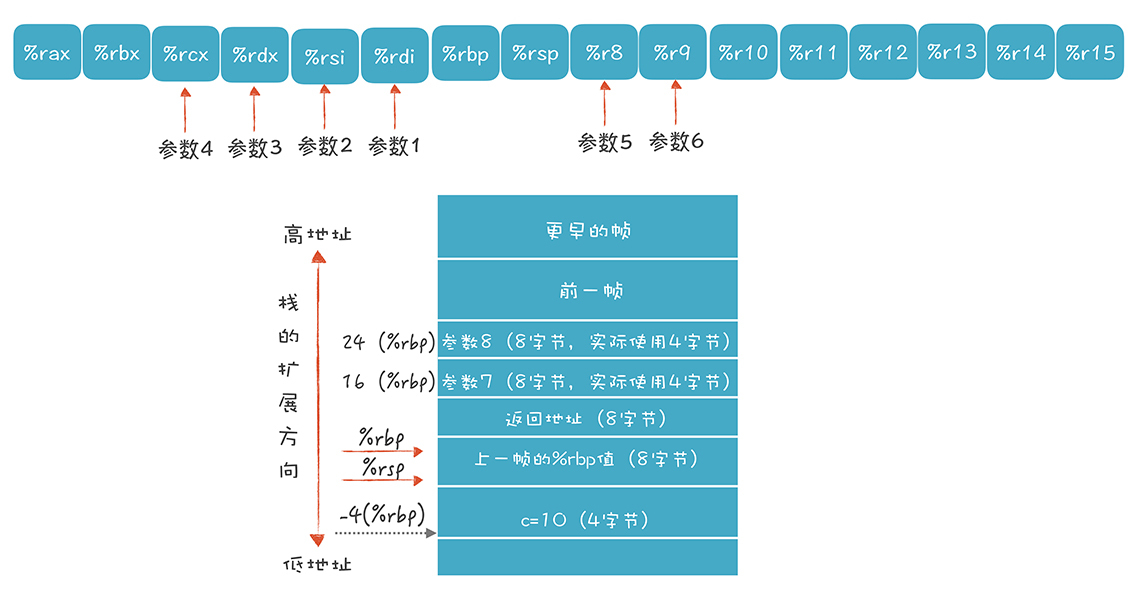 %rax %rbx %rcx %rdx %rsi %rdi %rbp %rsp %r8 %r9 %r10 %r11 %r12 %r13 %r14 %r15
参数4 参数3 参数2 参数1 参数5 参数6
更早的帧
高地址
前一帧
栈的扩展方向
24 (%rbp) 参数8（8字节，实际使用4字节）
16 (%rbp) 参数7（8字节，实际使用4字节）
返回地址（8字节）
%rbp
上一帧的%rbp值（8字节）
%rsp
-4(%rbp)
c=10（4字节）
低地址